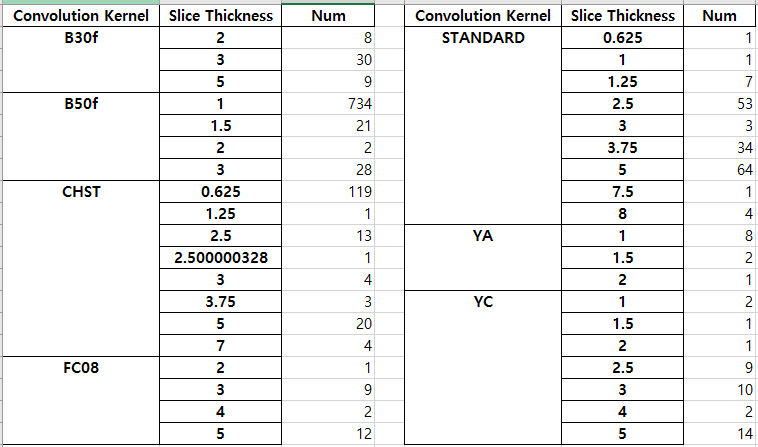 Convolution Kernel Slice Thickness Num Convolution Kernel Slice Thickness Num
B30f 2 8 STANDARD 0.625 1
3 30 1 1
5 9 1.25 7
B50f 1 734 2.5 53
1.5 21 3 3
2 2 3.75 34
3 28 5 64
CHST 0.625 119 7.5 1
1.25 1 8 4
2.5 13 YA 1 8
2.500000328 1 1.5 2
3 4 2 1
3.75 3 YC 1 2
5 20 1.5 1
7 4 2 1
FC08 2 1 2.5 9
3 9 3 10
4 2 4 2
5 12 5 14